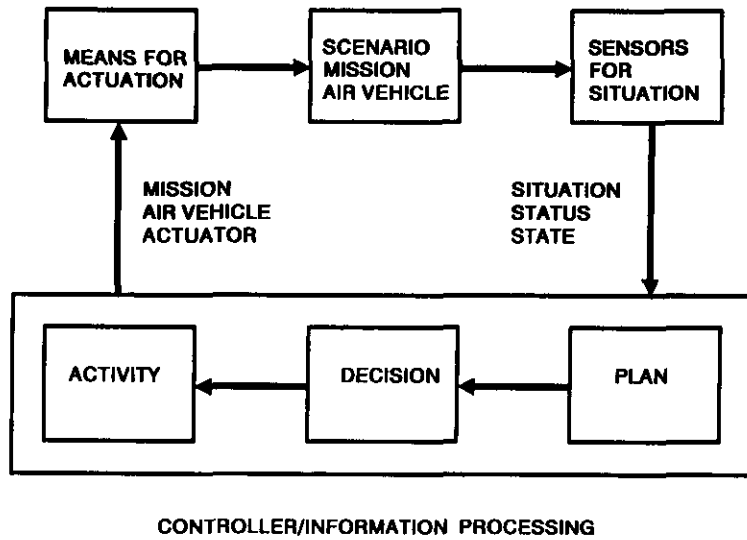 MEANS FOR
ACTUATION
SCENARIO
MISSION
AIR VEHICLE
SENSORS
FOR
SITUATION
MISSION
AIR VEHICLE
ACTUATOR
SITUATION
STATUS
STATE
ACTIVITY
DECISION
PLAN
CONTROLLER/INFORMATION PROCESSING